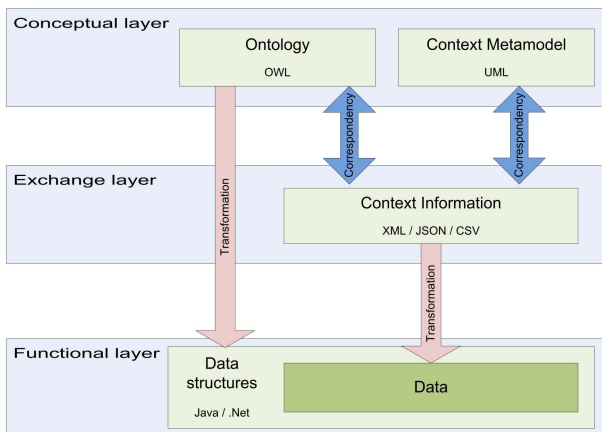 Conceptual layer
Ontology
OWL
Context Metamodel
UML
Correspondency
Correspondency
Exchange layer
Context Information
XML / JSON / CSV
Transformation
Transformation
Functional layer
Data
structures
Java / .Net
Data